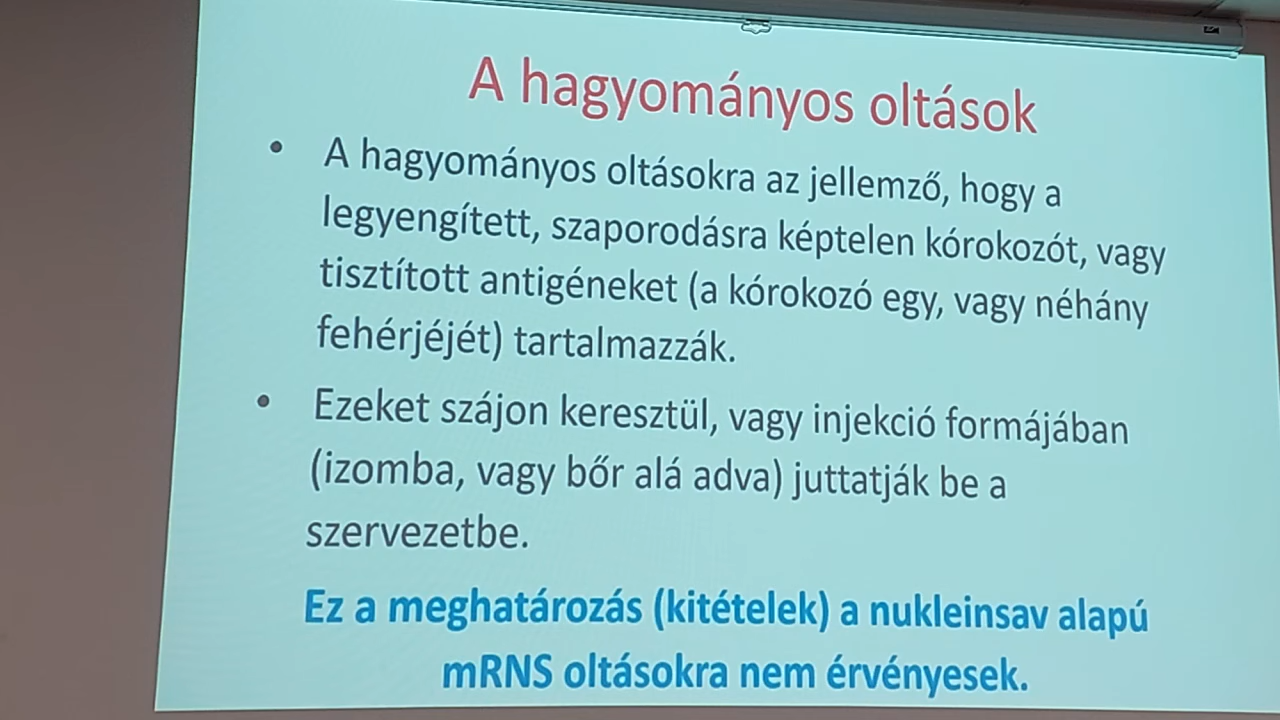 A hagyományos oltások
• A hagyományos oltásokra az jellemző, hogy a
legyengített, szaporodásra képtelen kórokozót, vagy
tisztított antigéneket (a kórokozó egy, vagy néhány
fehérjéjét) tartalmazzák.
• Ezeket szájon keresztül, vagy injekció formájában
(izomba, vagy bőr alá adva) juttatják be a
szervezetbe.
Ez a meghatározás (kitételek) a nukleinsav alapú
mRNS oltásokra nem érvényesek.